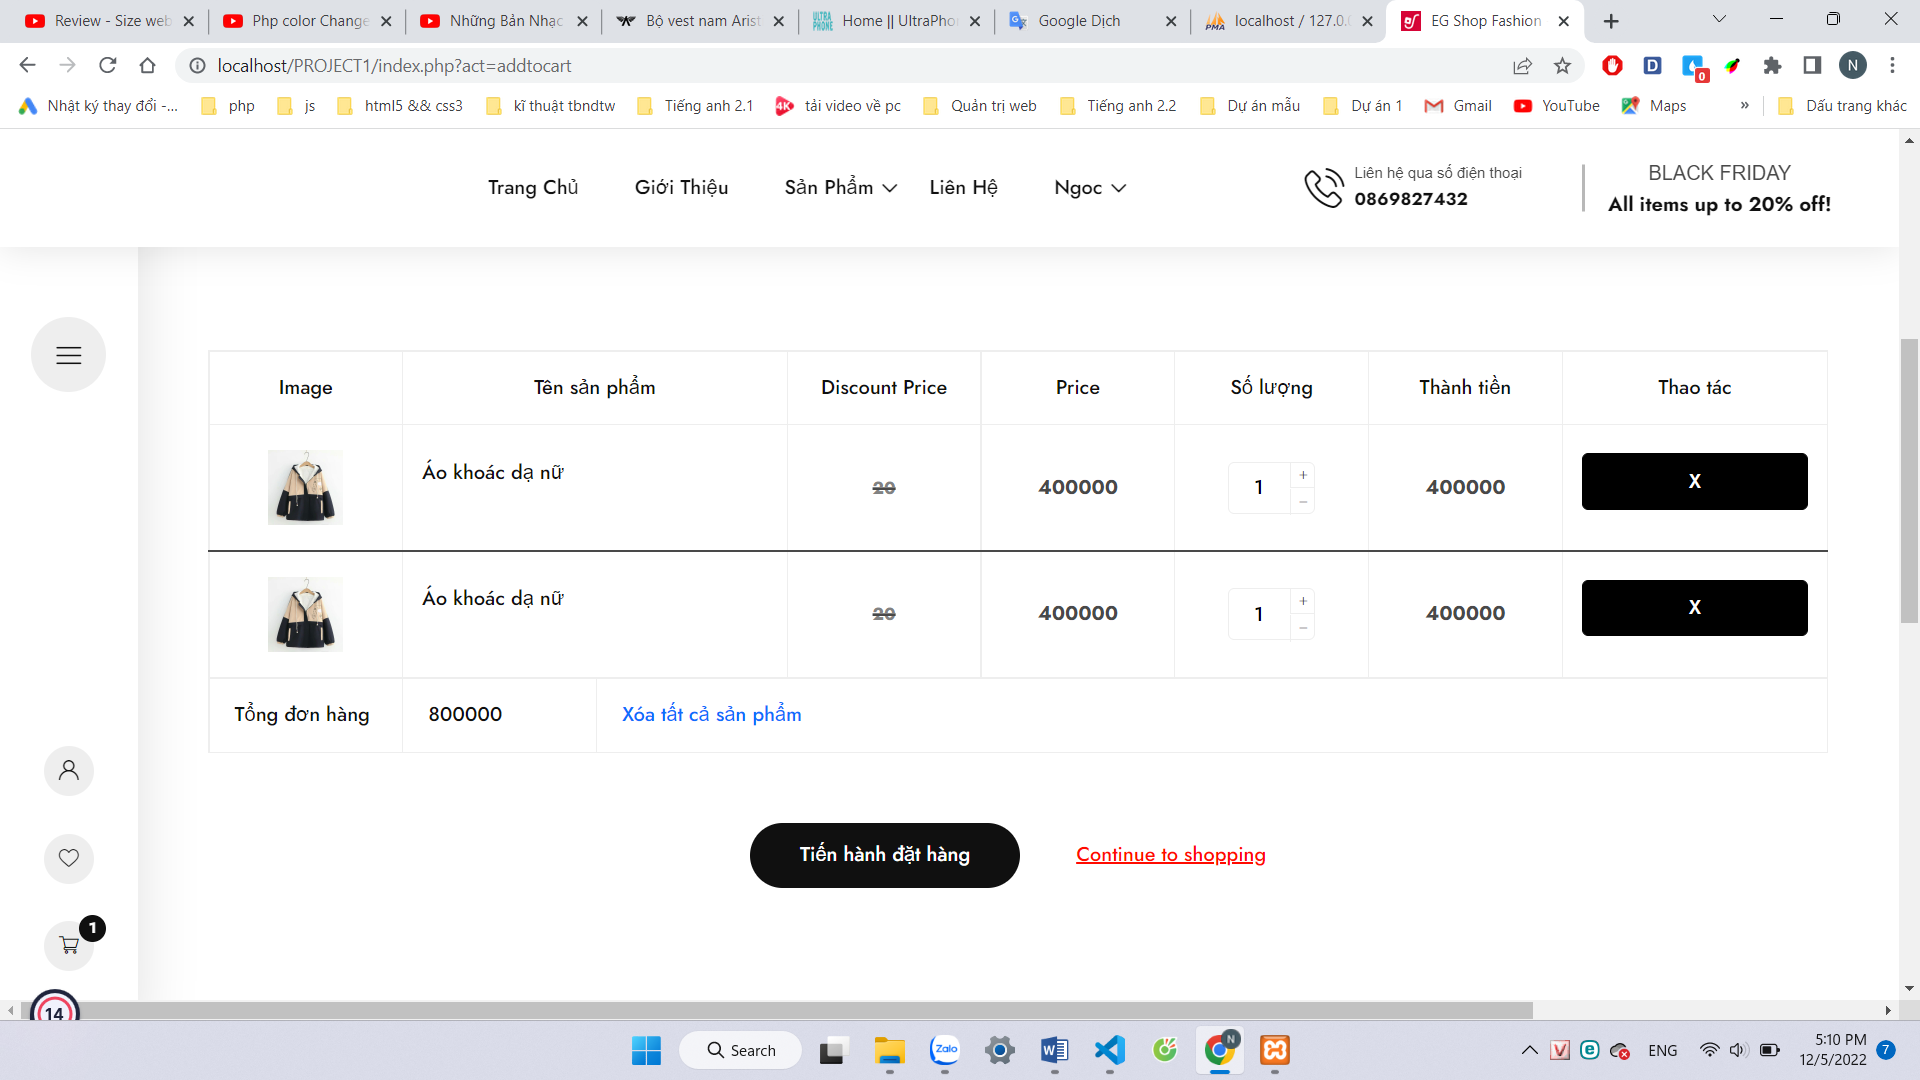 Review - Size web
Php color Change
Những Bản Nhạc
Bộ vest nam Arist
Home || UltraPho
Google Dịch
localhost / 127.0.0
EG Shop Fashion
localhost/PROJECT1/index.php?act=addtocart
0
N
Nhật ký thay đổi -...
php
js
html5 && css3
kĩ thuật tbndtw
Tiếng anh 2.1
4K
tải video về pc
Quản trị web
Tiếng anh 2.2
Dự án mẫu
Dự án 1
Gmail
YouTube
Maps
»
Dấu trang khác
Trang Chủ
Giới Thiệu
Sản Phẩm
Liên Hệ
Ngoc
Liên hệ qua số điện thoại
0869827432
BLACK FRIDAY
All items up to 20% off!
Image Tên sản phẩm Discount Price Price Số lượng Thành tiền Thao tác
Áo khoác dạ nữ 20 400000 1 + − 400000 X
Áo khoác dạ nữ 20 400000 1 + − 400000 X
Tổng đơn hàng 800000 Xóa tất cả sản phẩm
Tiến hành đặt hàng
Continue to shopping
1
14
Search
Zalo
N
ENG
5:10 PM
12/5/2022
7